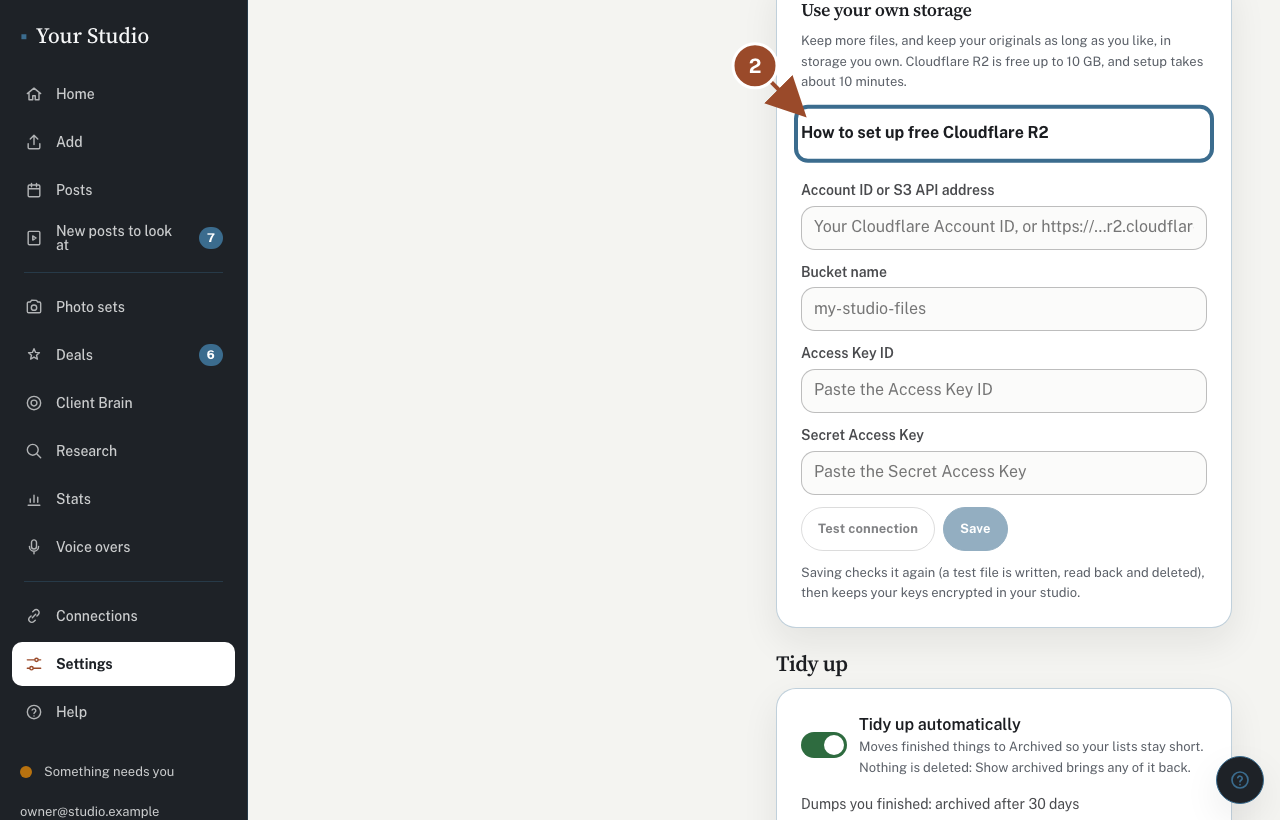 Your Studio
Home
Add
Posts
New posts to look
at
7
Photo sets
Deals
6
Client Brain
Research
Stats
Voice overs
Connections
Settings
Help
Something needs you
owner@studio.example
Use your own storage
Keep more files, and keep your originals as long as you like, in
storage you own. Cloudflare R2 is free up to 10 GB, and setup takes
about 10 minutes.
2
How to set up free Cloudflare R2
Account ID or S3 API address
Your Cloudflare Account ID, or https://...r2.cloudflar
Bucket name
my-studio-files
Access Key ID
Paste the Access Key ID
Secret Access Key
Paste the Secret Access Key
Test connection
Save
Saving checks it again (a test file is written, read back and deleted),
then keeps your keys encrypted in your studio.
Tidy up
Tidy up automatically
Moves finished things to Archived so your lists stay short.
Nothing is deleted: Show archived brings any of it back.
Dumps you finished: archived after 30 days